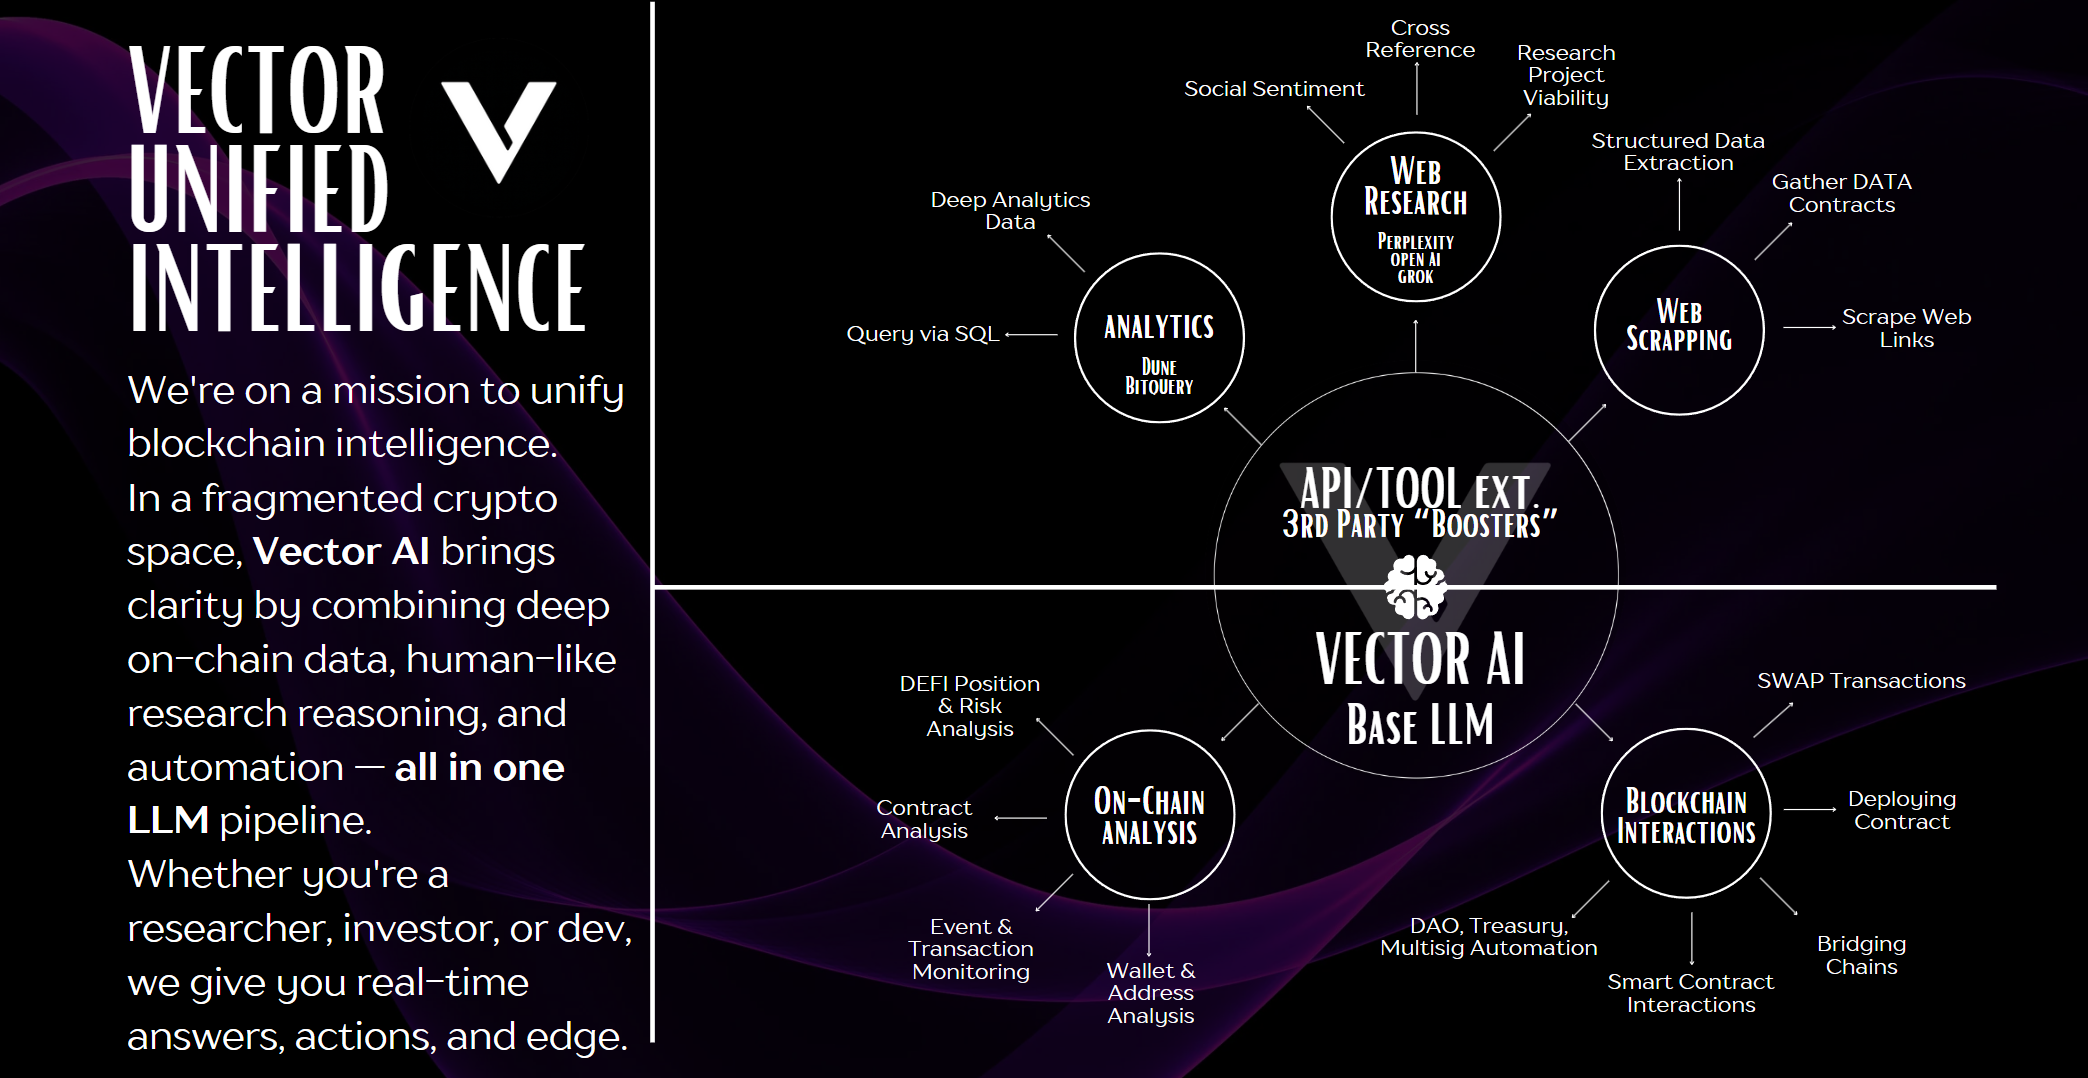 VECTOR
UNIFIED
INTELLIGENCE
We're on a mission to unify
blockchain intelligence.
In a fragmented crypto
space, Vector AI brings
clarity by combining deep
on-chain data, human-like
research reasoning, and
automation — all in one
LLM pipeline.
Whether you're a
researcher, investor, or dev,
we give you real-time
answers, actions, and edge.
Cross
Reference
Research
Project
Viability
Social Sentiment
Web
Research
Perplexity
open AI
grok
Structured Data
Extraction
Gather DATA
Contracts
Scrape Web
Links
Web
Scrapping
Deep Analytics
Data
Query via SQL
ANALYTICS
Dune
Bitquery
API/TOOL EXT.
3rd Party "Boosters"
VECTOR AI
Base LLM
DEFI Position
& Risk
Analysis
Contract
Analysis
Event &
Transaction
Monitoring
Wallet &
Address
Analysis
On-Chain
analysis
SWAP Transactions
Blockchain
Interactions
Deploying
Contract
DAO, Treasury,
Multisig Automation
Smart Contract
Interactions
Bridging
Chains